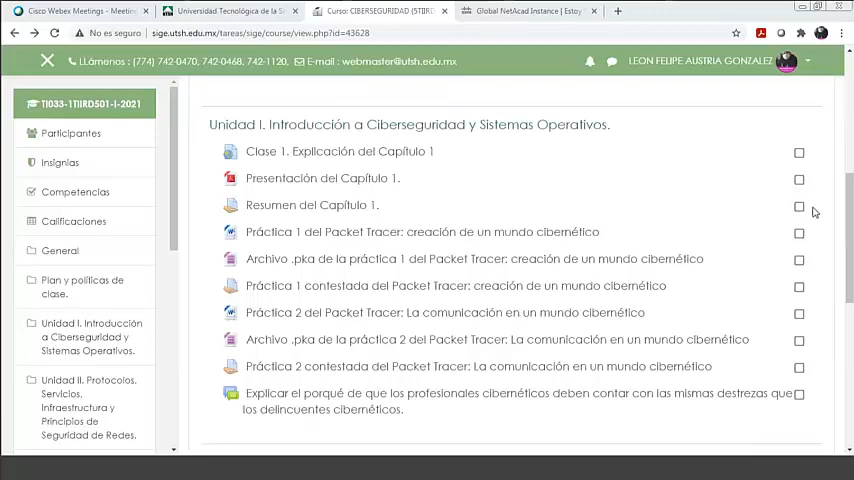 Cisco Webex Meetings - Meeting
Universidad Tecnológica de la Si
Curso: CIBERSEGURIDAD (5TIIRD
Global NetAcad Instance | Estoy
No es seguro | sige.utsh.edu.mx/tareas/sige/course/view.php?id=43628
LLámenos : (774) 742-0470, 742-0468, 742-1120, E-mail : webmaster@utsh.edu.mx
LEON FELIPE AUSTRIA GONZALEZ
TI033-1TIIRD501-I-2021
Participantes
Insignias
Competencias
Calificaciones
General
Plan y políticas de
clase.
Unidad I. Introducción
a Ciberseguridad y
Sistemas Operativos.
Unidad II. Protocolos,
Servicios,
Infraestructura y
Principios de
Seguridad de Redes.
Unidad I. Introducción a Ciberseguridad y Sistemas Operativos.
Clase 1. Explicación del Capítulo 1
Presentación del Capítulo 1.
Resumen del Capítulo 1.
Práctica 1 del Packet Tracer: creación de un mundo cibernético
Archivo .pka de la práctica 1 del Packet Tracer: creación de un mundo cibernético
Práctica 1 contestada del Packet Tracer: creación de un mundo cibernético
Práctica 2 del Packet Tracer: La comunicación en un mundo cibernético
Archivo .pka de la práctica 2 del Packet Tracer: La comunicación en un mundo cibernético
Práctica 2 contestada del Packet Tracer: La comunicación en un mundo cibernético
Explicar el porqué de que los profesionales cibernéticos deben contar con las mismas destrezas que
los delincuentes cibernéticos.